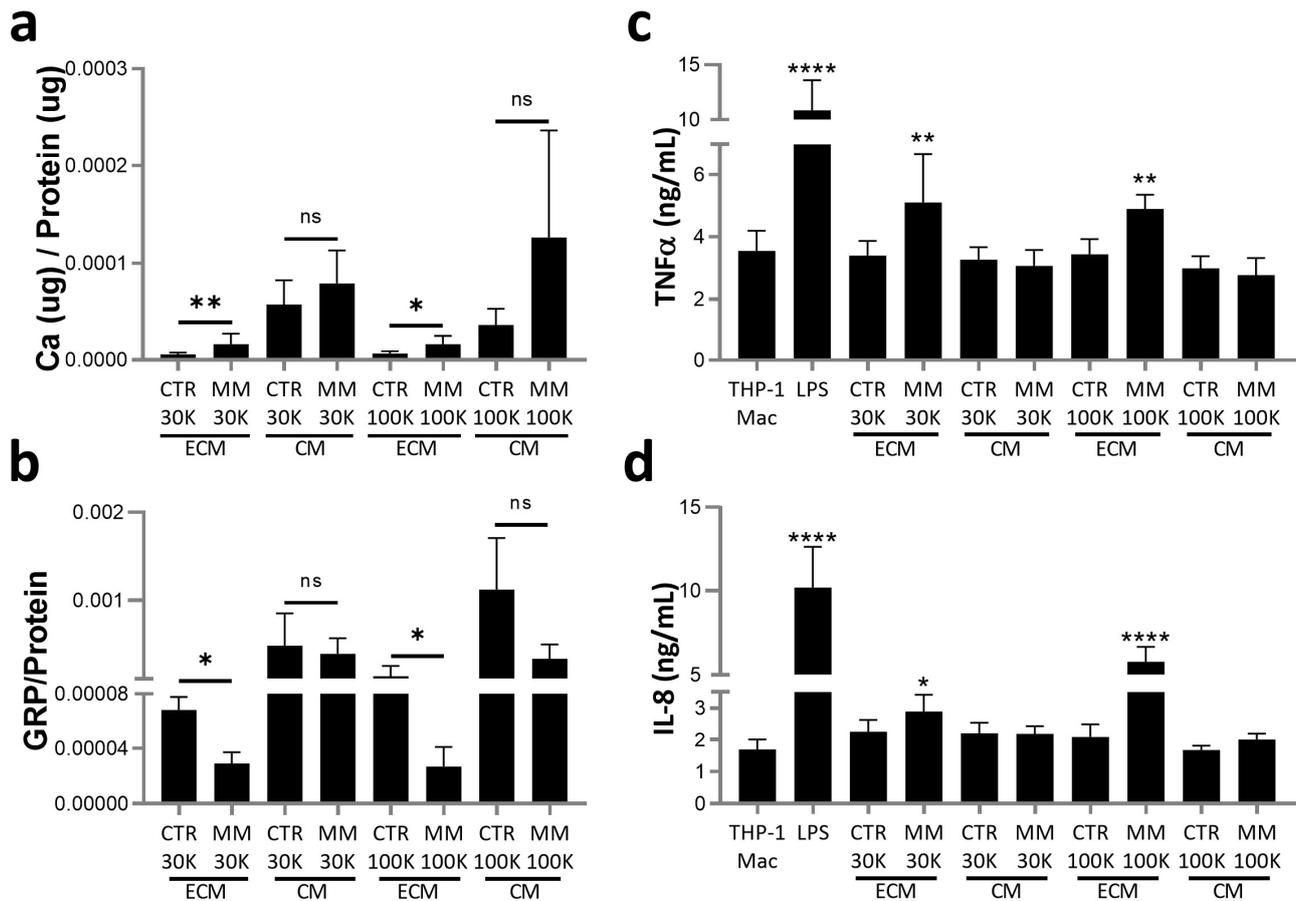 a
Ca (ug) / Protein (ug)
0.0003
0.0002
0.0001
0.0000
** ns * ns
CTR MM CTR MM CTR MM CTR MM
30K 30K 30K 30K 100K 100K 100K 100K
ECM CM ECM CM
b
GRP/Protein
0.002
0.001
0.00008
0.00004
0.00000
* ns * ns
CTR MM CTR MM CTR MM CTR MM
30K 30K 30K 30K 100K 100K 100K 100K
ECM CM ECM CM
c
TNFα (ng/mL)
15
10
6
4
2
0
**** ** **
THP-1 LPS CTR MM CTR MM CTR MM CTR MM
Mac 30K 30K 30K 30K 100K 100K 100K 100K
ECM CM ECM CM
d
IL-8 (ng/mL)
15
10
5
3
2
1
0
**** * ****
THP-1 LPS CTR MM CTR MM CTR MM CTR MM
Mac 30K 30K 30K 30K 100K 100K 100K 100K
ECM CM ECM CM